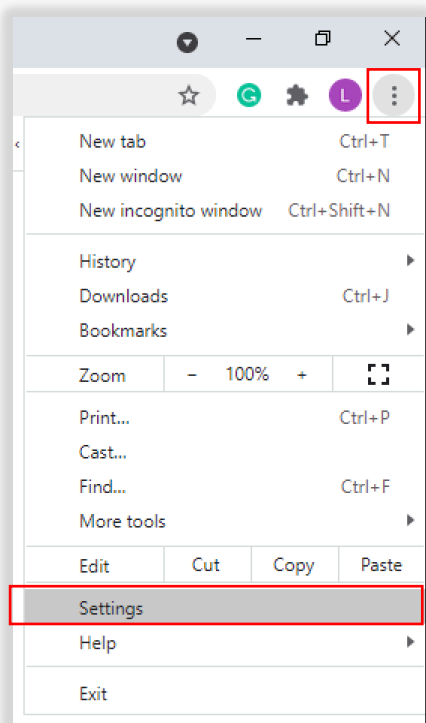 L
New tab Ctrl+T
New window Ctrl+N
New incognito window Ctrl+Shift+N
History
Downloads Ctrl+J
Bookmarks
Zoom - 100% +
Print... Ctrl+P
Cast...
Find... Ctrl+F
More tools
Edit Cut Copy Paste
Settings
Help
Exit